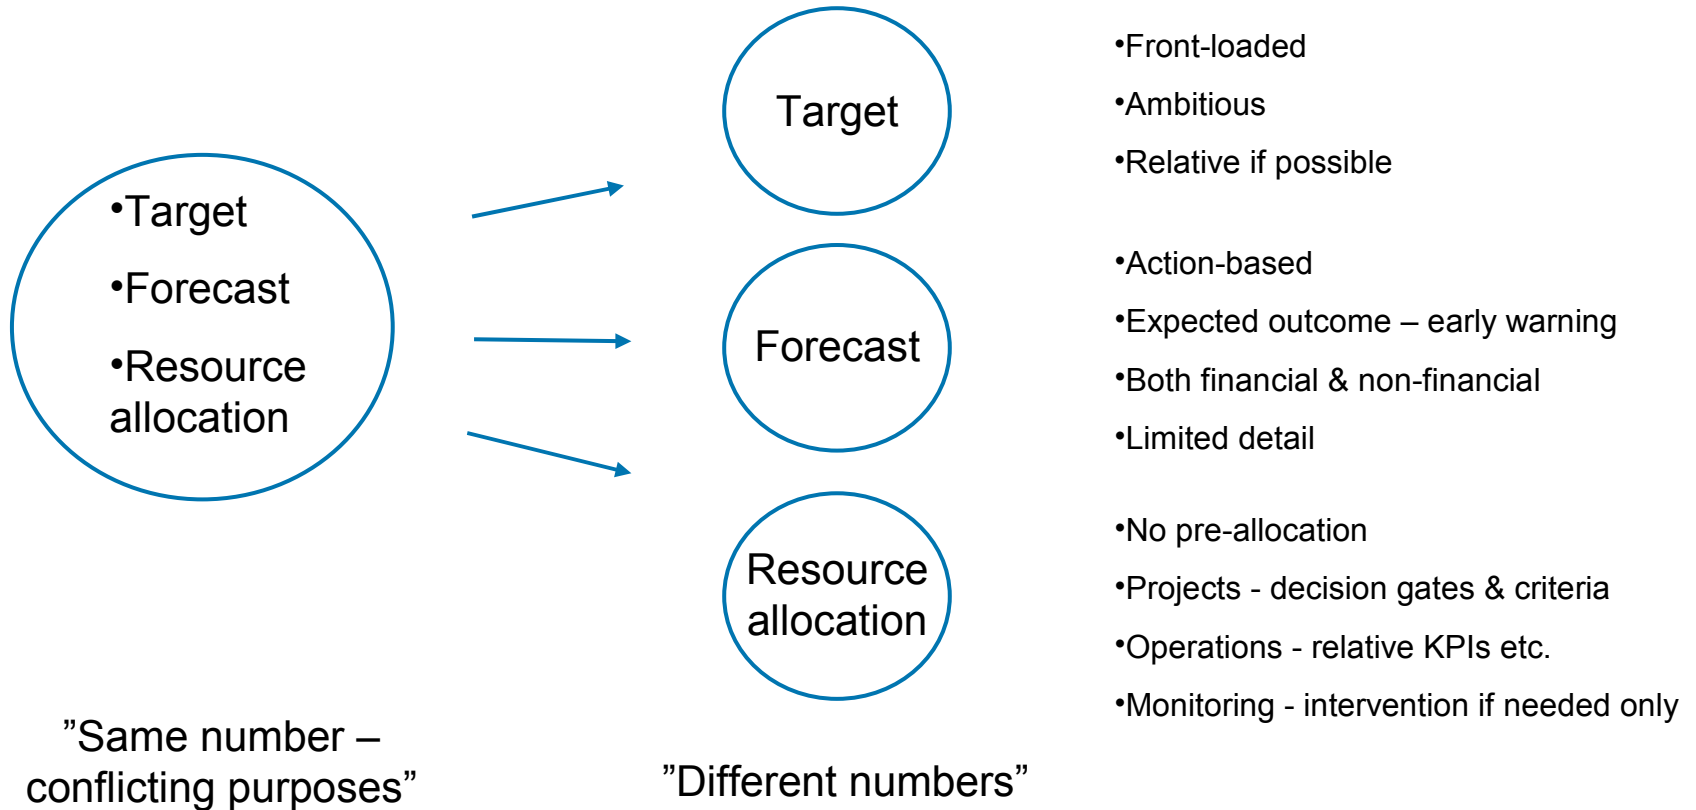 •Target
•Forecast
•Resource
allocation
”Same number –
conflicting purposes”
Target
Forecast
Resource
allocation
”Different numbers”
•Front-loaded
•Ambitious
•Relative if possible
•Action-based
•Expected outcome – early warning
•Both financial & non-financial
•Limited detail
•No pre-allocation
•Projects - decision gates & criteria
•Operations - relative KPIs etc.
•Monitoring - intervention if needed only